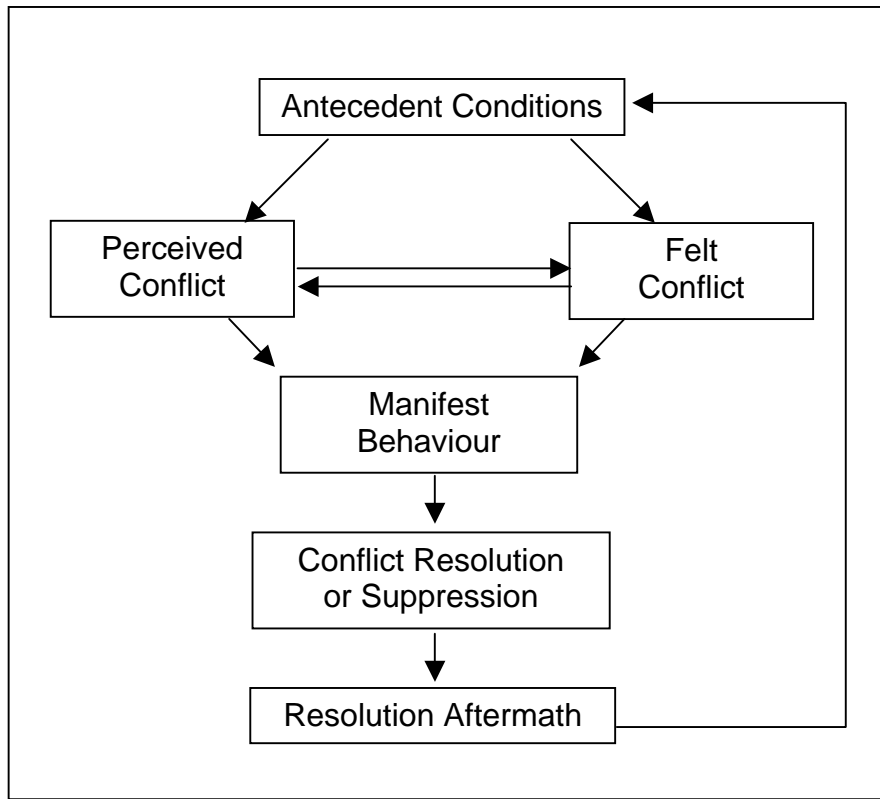 Antecedent Conditions
Perceived
Conflict
Felt
Conflict
Manifest
Behaviour
Conflict Resolution
or Suppression
Resolution Aftermath